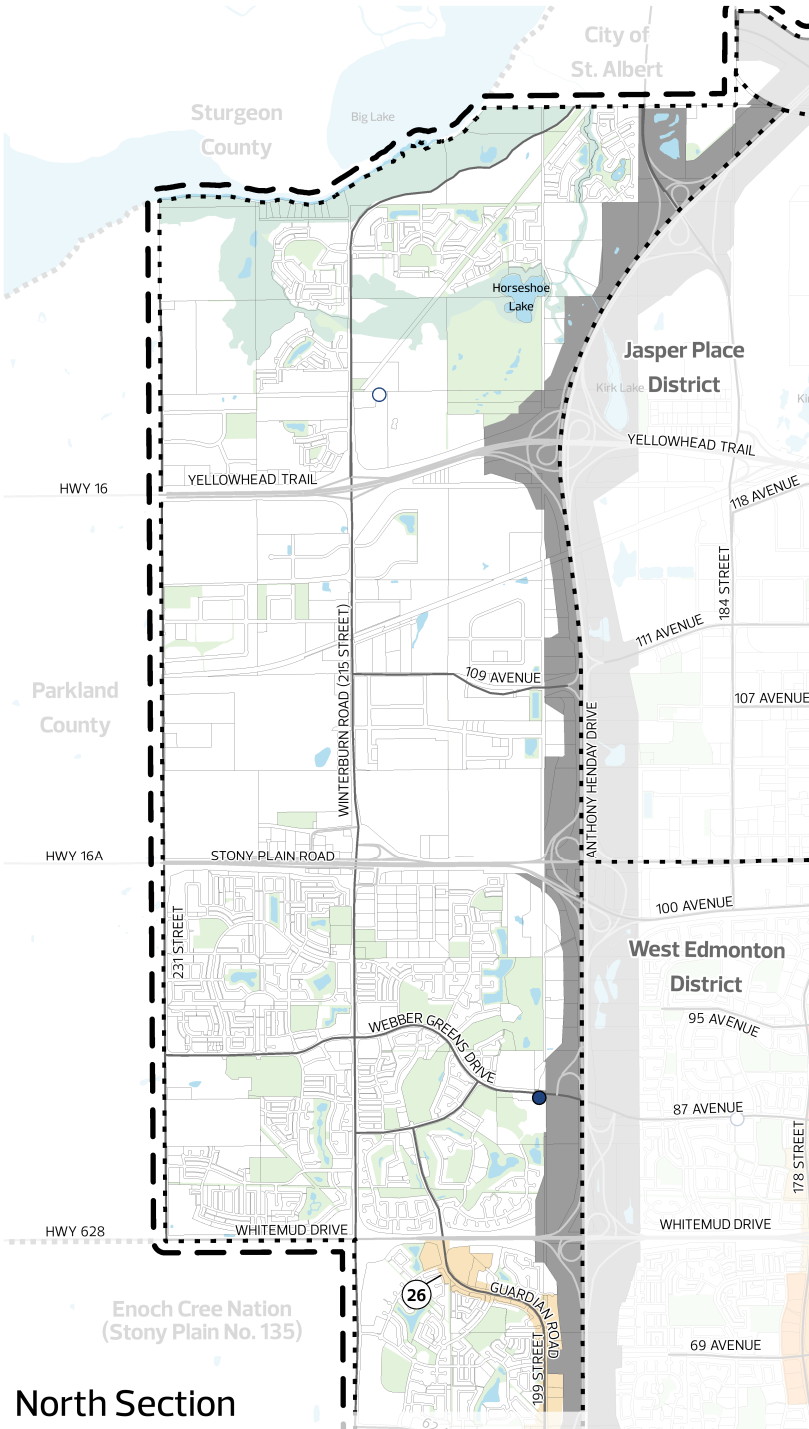 City of
St. Albert
Sturgeon
County
Big Lake
Horseshoe
Lake
Jasper Place
District
Kirk Lake
YELLOWHEAD TRAIL
HWY 16
YELLOWHEAD TRAIL
118 AVENUE
184 STREET
111 AVENUE
WINTERBURN ROAD (215 STREET)
109 AVENUE
Parkland
County
107 AVENUE
ANTHONY HENDAY DRIVE
HWY 16A
STONY PLAIN ROAD
100 AVENUE
231 STREET
West Edmonton
District
95 AVENUE
WEBBER GREENS DRIVE
87 AVENUE
178 STREET
HWY 628
WHITEMUD DRIVE
WHITEMUD DRIVE
26
GUARDIAN ROAD
Enoch Cree Nation
(Stony Plain No. 135)
199 STREET
69 AVENUE
North Section